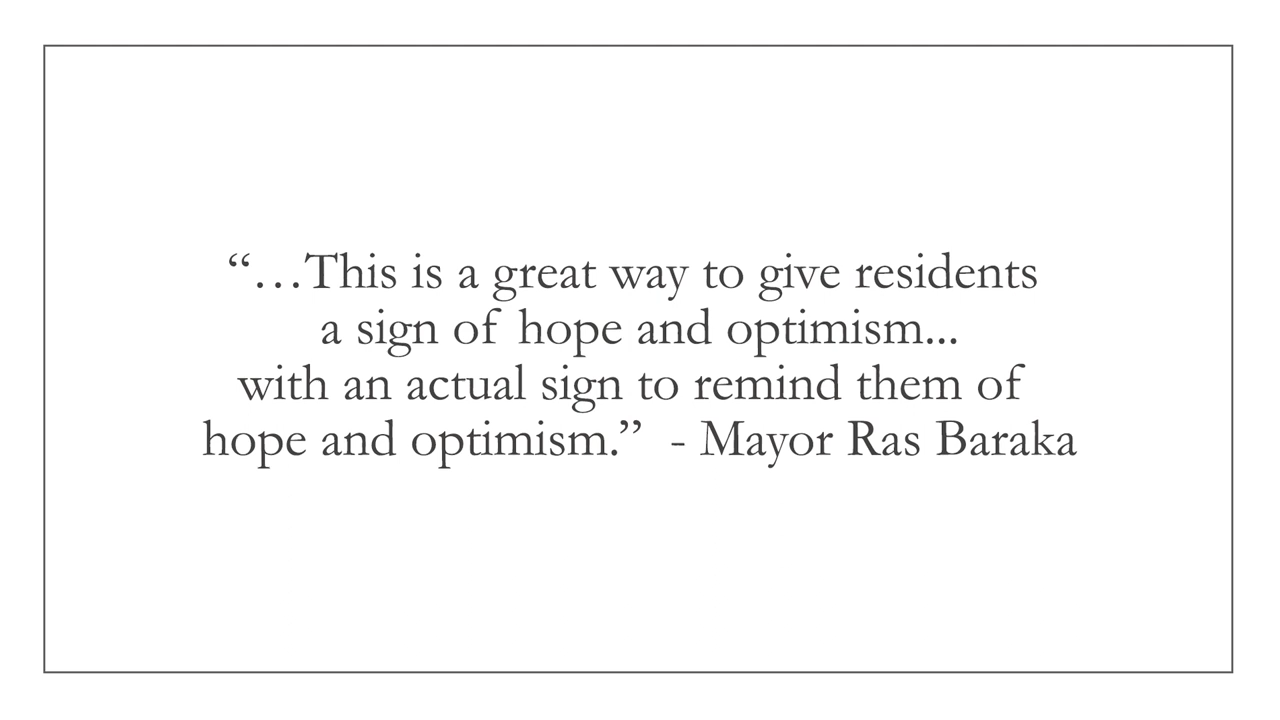 “…This is a great way to give residents
a sign of hope and optimism...
with an actual sign to remind them of
hope and optimism.” - Mayor Ras Baraka